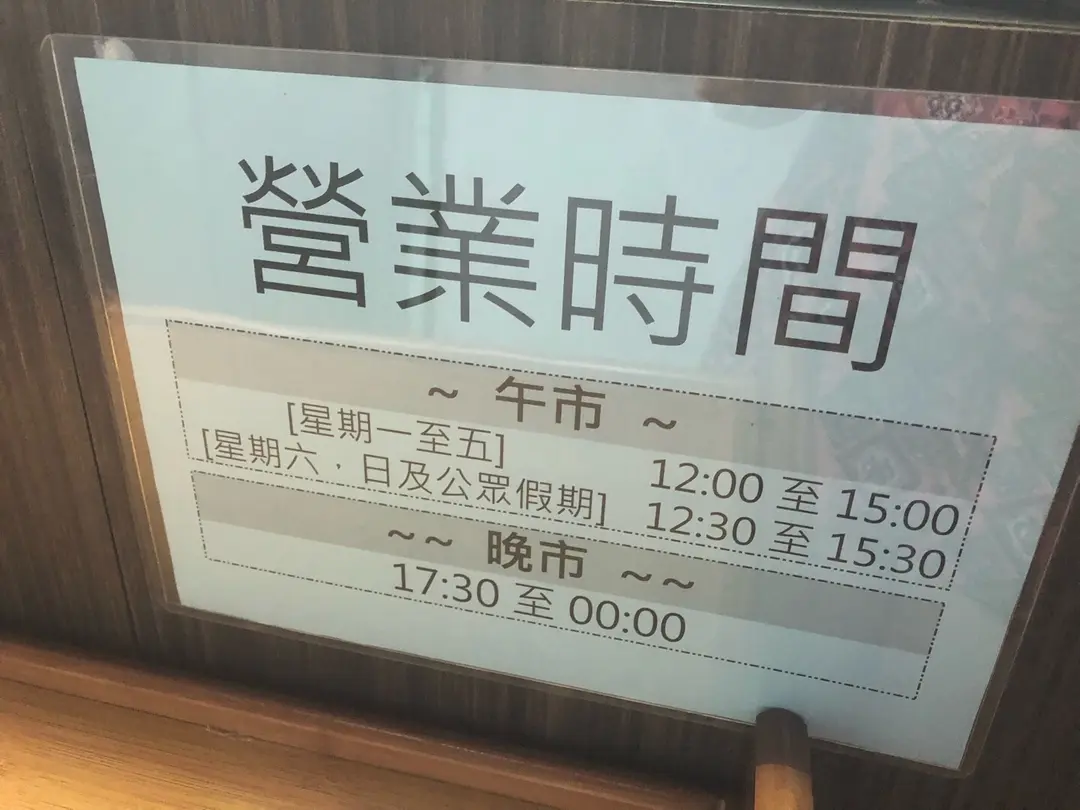 營業時間
~ 午市 ~
[星期一至五] 12:00 至 15:00
[星期六，日及公眾假期] 12:30 至 15:30
~~ 晚市 ~~
17:30 至 00:00